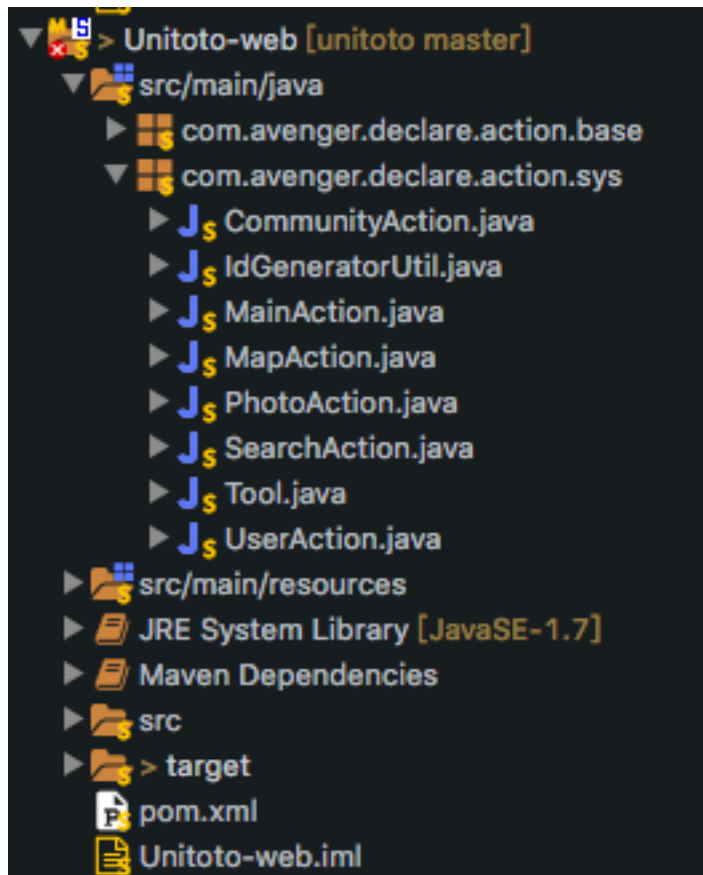 > Unitoto-web [unitoto master]
src/main/java
com.avenger.declare.action.base
com.avenger.declare.action.sys
CommunityAction.java
IdGeneratorUtil.java
MainAction.java
MapAction.java
PhotoAction.java
SearchAction.java
Tool.java
UserAction.java
src/main/resources
JRE System Library [JavaSE-1.7]
Maven Dependencies
src
> target
pom.xml
Unitoto-web.iml